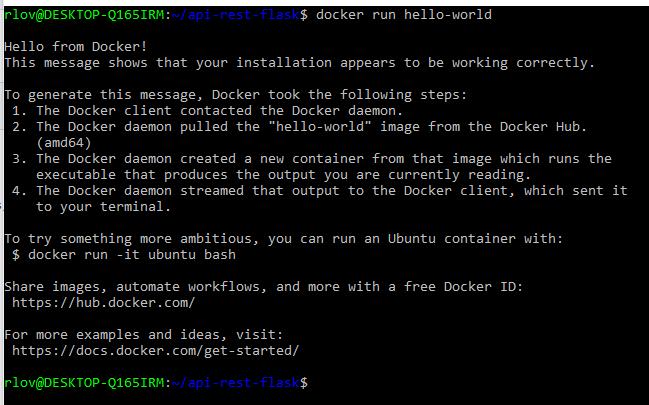 rlov@DESKTOP-Q165IRM:~/api-rest-flask$ docker run hello-world
Hello from Docker!
This message shows that your installation appears to be working correctly.
To generate this message, Docker took the following steps:
1. The Docker client contacted the Docker daemon.
2. The Docker daemon pulled the "hello-world" image from the Docker Hub.
(amd64)
3. The Docker daemon created a new container from that image which runs the
executable that produces the output you are currently reading.
4. The Docker daemon streamed that output to the Docker client, which sent it
to your terminal.
To try something more ambitious, you can run an Ubuntu container with:
$ docker run -it ubuntu bash
Share images, automate workflows, and more with a free Docker ID:
https://hub.docker.com/
For more examples and ideas, visit:
https://docs.docker.com/get-started/
rlov@DESKTOP-Q165IRM:~/api-rest-flask$